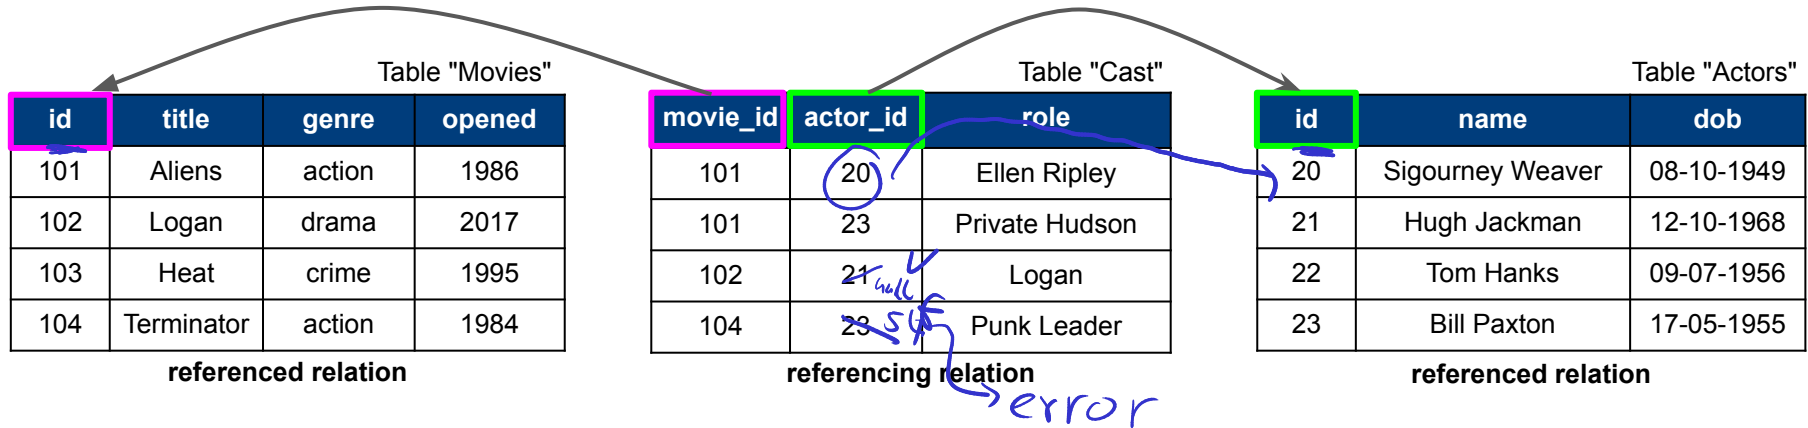 Table "Movies"
id title genre opened
101 Aliens action 1986
102 Logan drama 2017
103 Heat crime 1995
104 Terminator action 1984
referenced relation
Table "Cast"
movie_id actor_id role
101 20 Ellen Ripley
101 23 Private Hudson
102 21 null Logan
104 23 Punk Leader
referencing relation
error
Table "Actors"
id name dob
20 Sigourney Weaver 08-10-1949
21 Hugh Jackman 12-10-1968
22 Tom Hanks 09-07-1956
23 Bill Paxton 17-05-1955
referenced relation